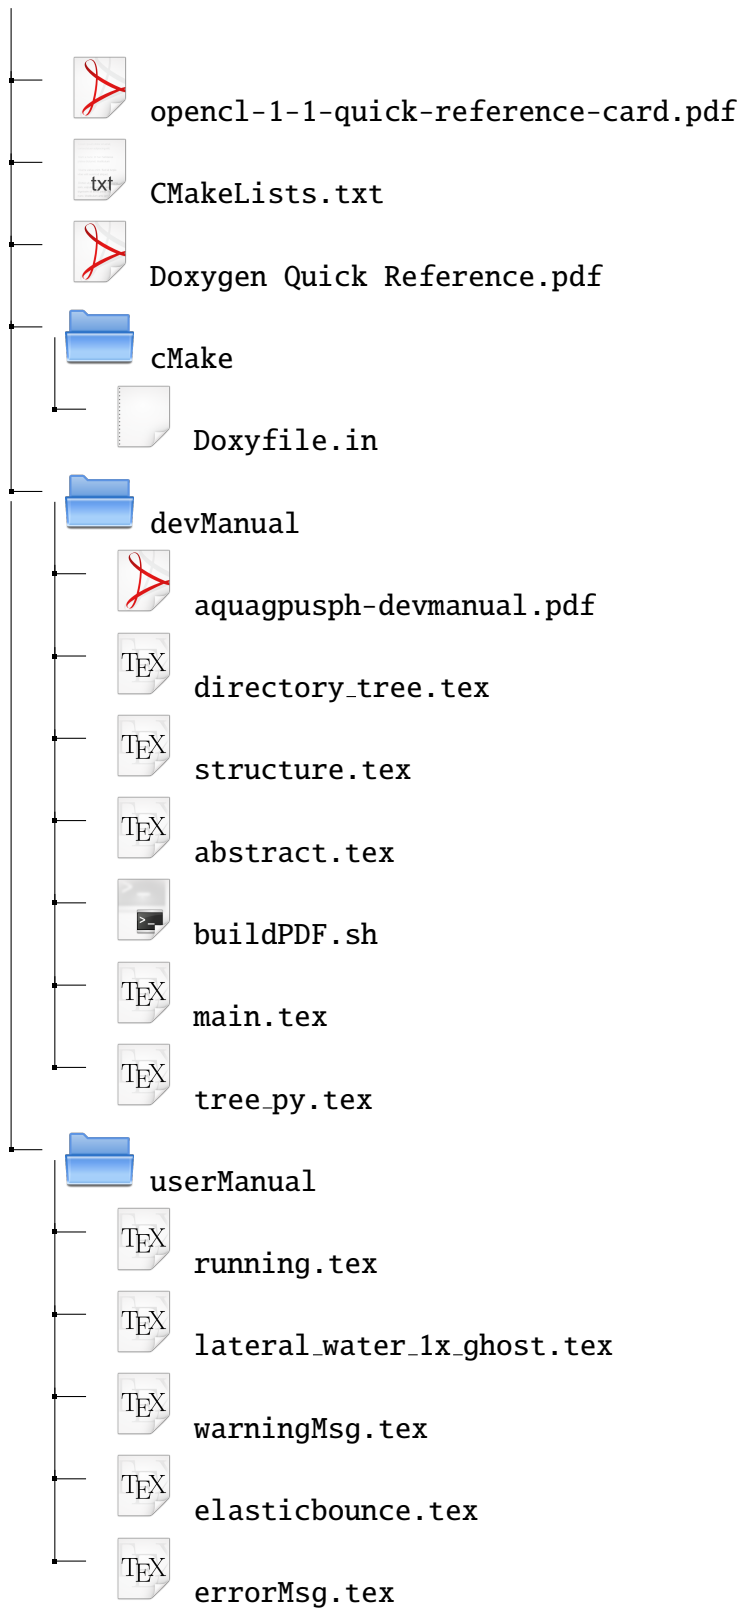 opencl-1-1-quick-reference-card.pdf
txt
CMakeLists.txt
Doxygen Quick Reference.pdf
cMake
Doxyfile.in
devManual
aquagpusph-devmanual.pdf
TEX
directory_tree.tex
TEX
structure.tex
TEX
abstract.tex
>_
buildPDF.sh
TEX
main.tex
TEX
tree_py.tex
userManual
TEX
running.tex
TEX
lateral_water_1x_ghost.tex
TEX
warningMsg.tex
TEX
elasticbounce.tex
TEX
errorMsg.tex